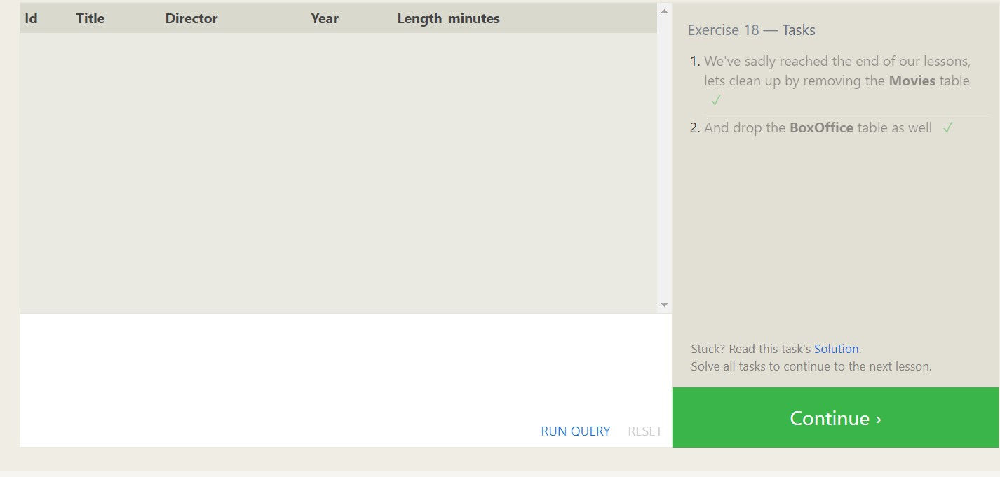 Id Title Director Year Length_minutes
Exercise 18 — Tasks
1. We've sadly reached the end of our lessons,
lets clean up by removing the Movies table
✓
2. And drop the BoxOffice table as well ✓
Stuck? Read this task's Solution.
Solve all tasks to continue to the next lesson.
RUN QUERY RESET
Continue ›